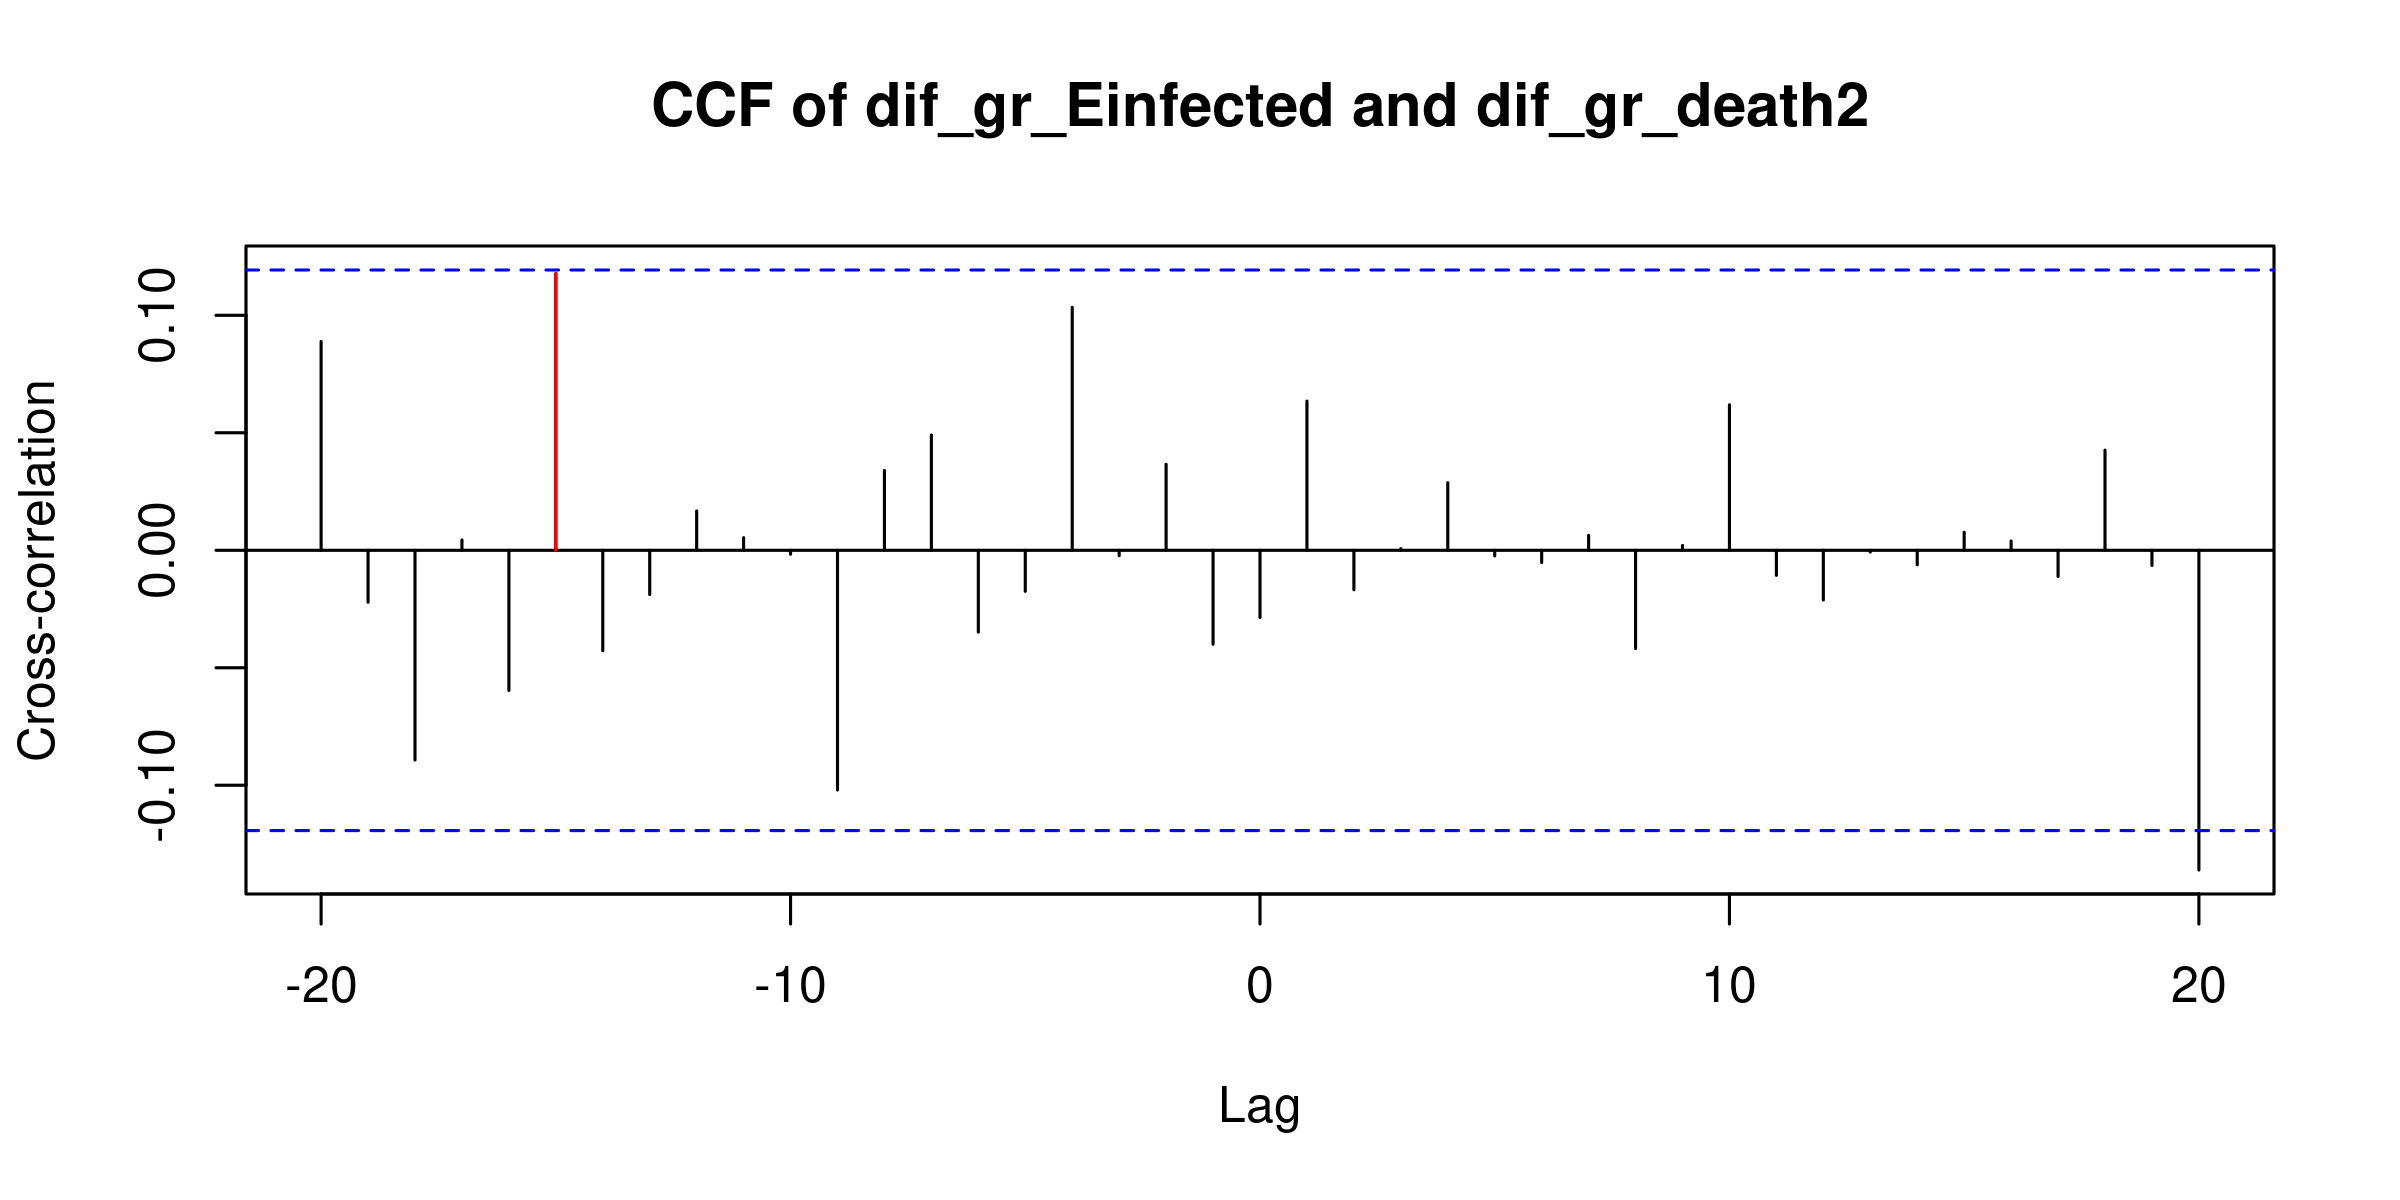 CCF of dif_gr_Einfected and dif_gr_death2
Cross-correlation
0.10
0.00
-0.10
-20 -10 0 10 20
Lag